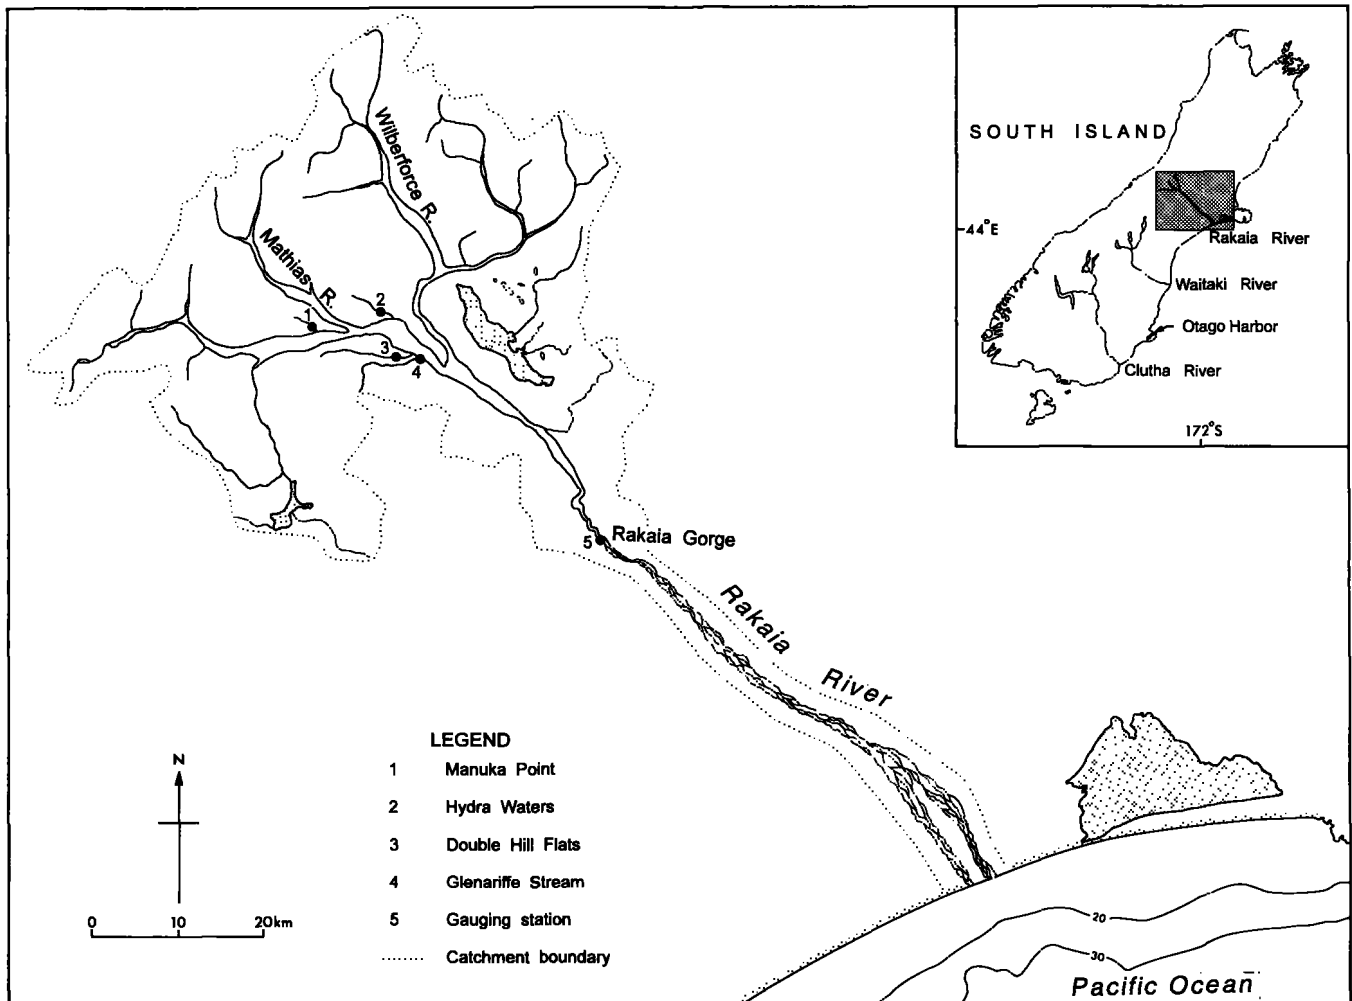 Wilberforce R.
Mathias R.
1
2
3
4
5
Rakaia Gorge
Rakaia River
SOUTH ISLAND
44°E
Rakaia River
Waitaki River
Otago Harbor
Clutha River
172°S
LEGEND
1 Manuka Point
2 Hydra Waters
3 Double Hill Flats
4 Glenariffe Stream
5 Gauging station
Catchment boundary
N
0 10 20km
20
30
Pacific Ocean